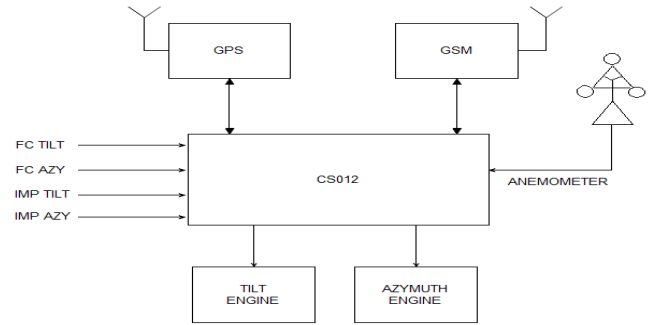 GPS
GSM
FC TILT
FC AZY
IMP TILT
IMP AZY
CS012
ANEMOMETER
TILT
ENGINE
AZYMUTH
ENGINE